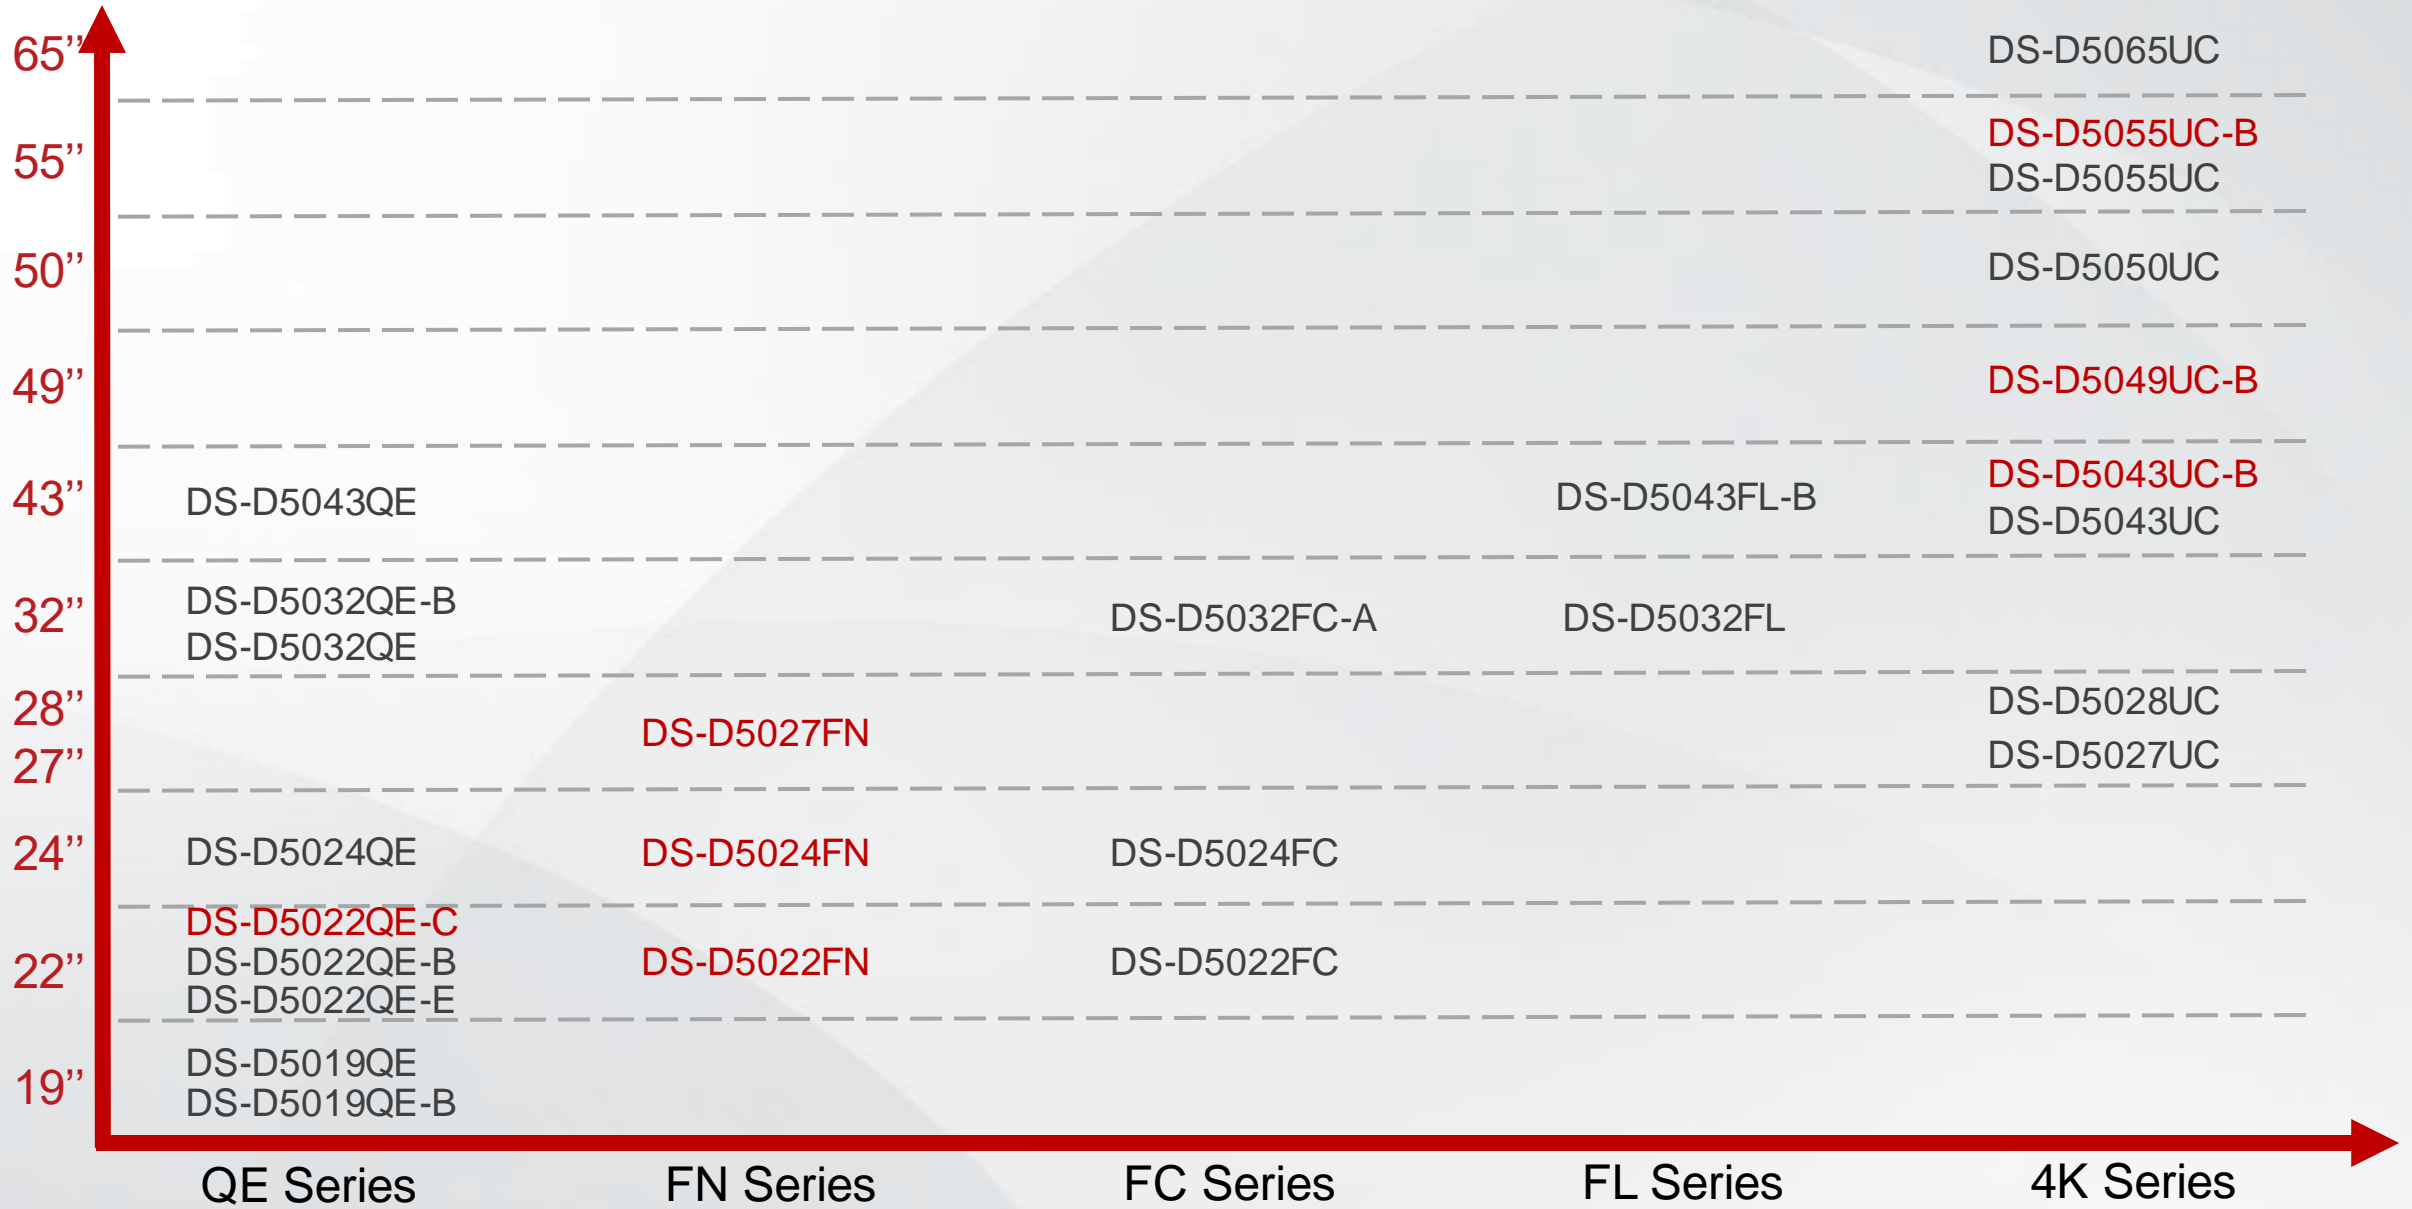 65’’
DS-D5065UC
55’’
DS-D5055UC-B
DS-D5055UC
50’’
DS-D5050UC
49’’
DS-D5049UC-B
43’’
DS-D5043QE
DS-D5043FL-B
DS-D5043UC-B
DS-D5043UC
32’’
DS-D5032QE-B
DS-D5032QE
DS-D5032FC-A
DS-D5032FL
28’’
27’’
DS-D5027FN
DS-D5028UC
DS-D5027UC
24’’
DS-D5024QE
DS-D5024FN
DS-D5024FC
22’’
DS-D5022QE-C
DS-D5022QE-B
DS-D5022QE-E
DS-D5022FN
DS-D5022FC
19’’
DS-D5019QE
DS-D5019QE-B
QE Series
FN Series
FC Series
FL Series
4K Series